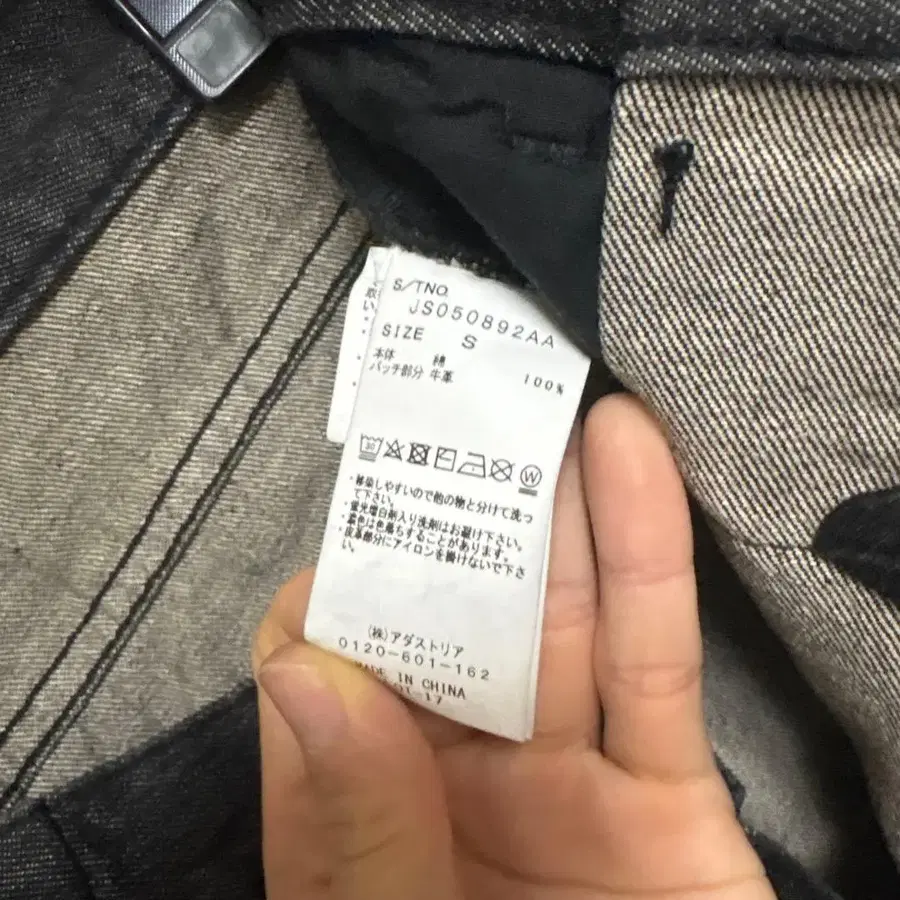 S/TNO.
JS050892AA
SIZE S
本体 綿 100%
パッチ部分 牛革
30
W
・移染しやすいので他の物と分けて洗っ
て下さい。
・蛍光増白剤入り洗剤はお避け下さい。
・濃色は色落ちすることがあります。
・皮革部分にアイロンを掛けないで下さ
い。
(株)アダストリア
0120-601-162
MADE IN CHINA